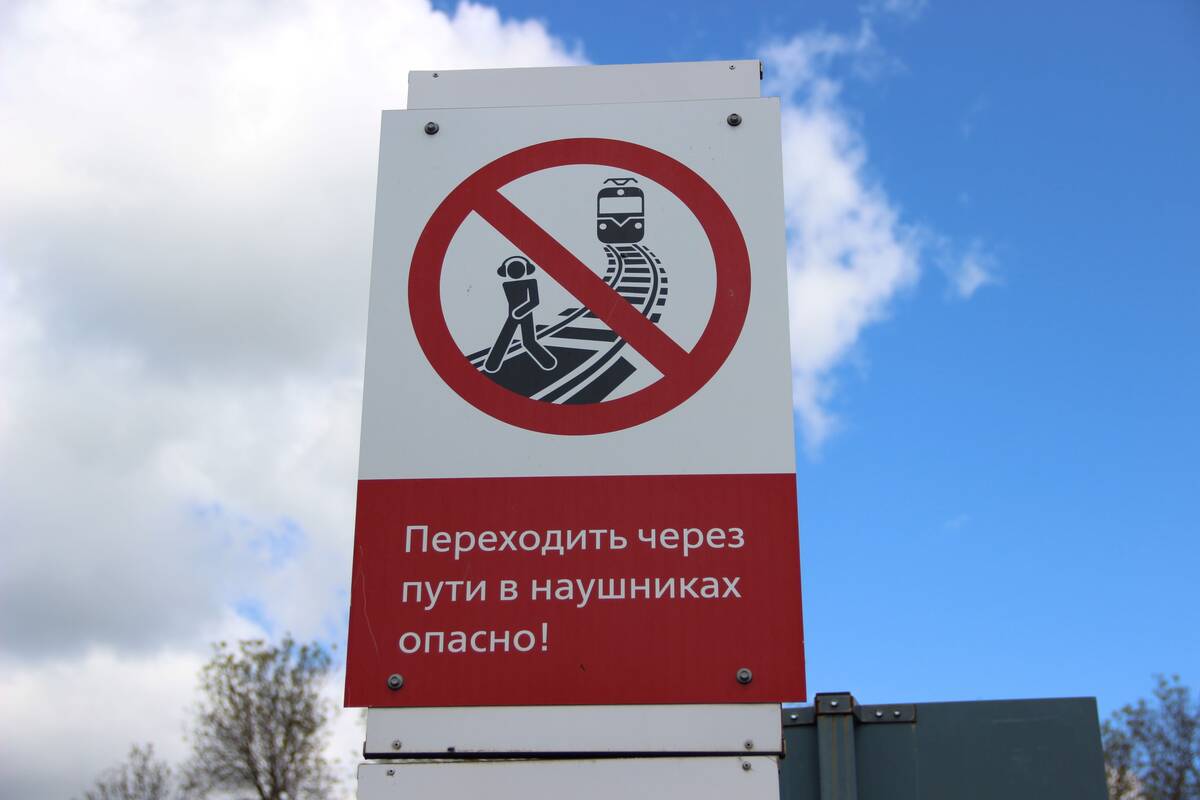 Переходить через
пути в наушниках
опасно!